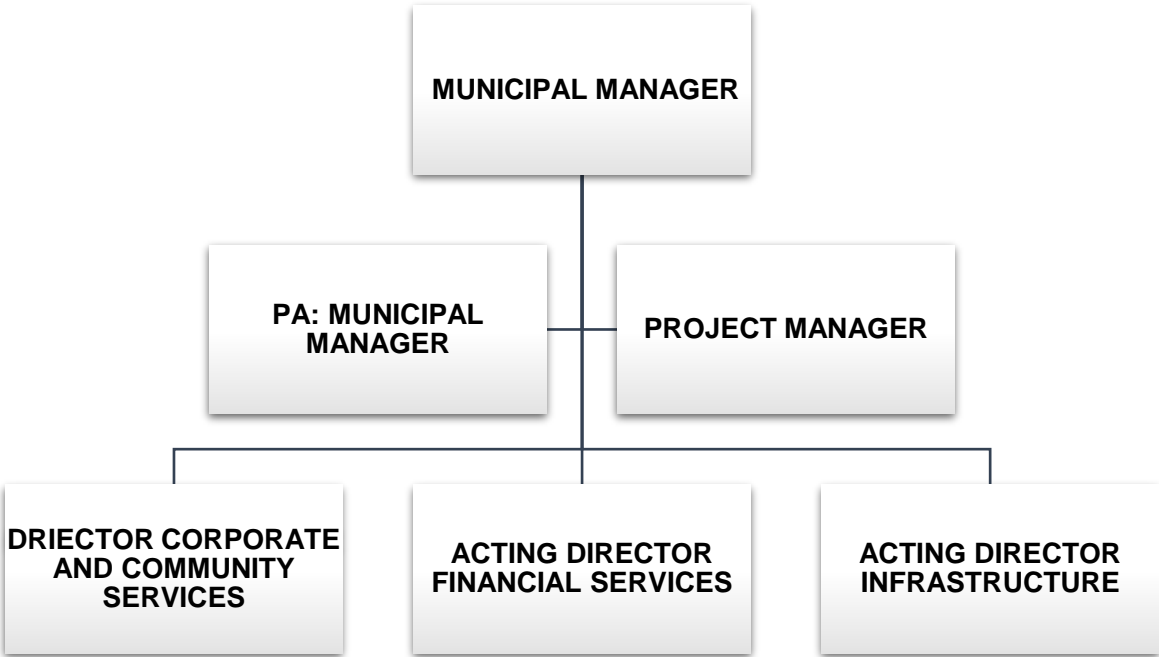 MUNICIPAL MANAGER
PA: MUNICIPAL
MANAGER
PROJECT MANAGER
DRIECTOR CORPORATE
AND COMMUNITY
SERVICES
ACTING DIRECTOR
FINANCIAL SERVICES
ACTING DIRECTOR
INFRASTRUCTURE